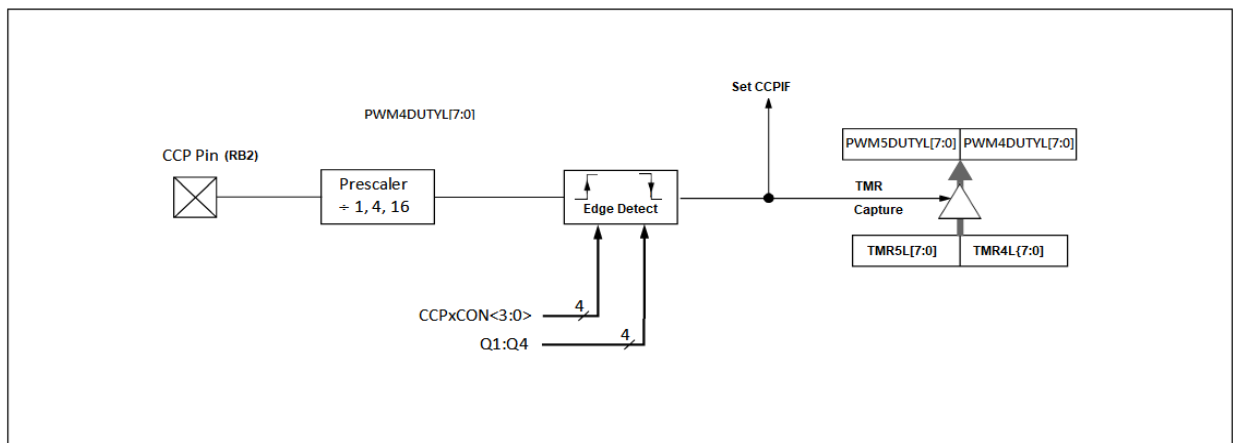 Set CCPIF
PWM4DUTYL[7:0]
PWM5DUTYL[7:0] PWM4DUTYL[7:0]
CCP Pin (RB2)
Prescaler
÷ 1, 4, 16
Edge Detect
TMR
Capture
TMR5L[7:0] TMR4L{7:0]
4
CCPxCON<3:0>
4
Q1:Q4